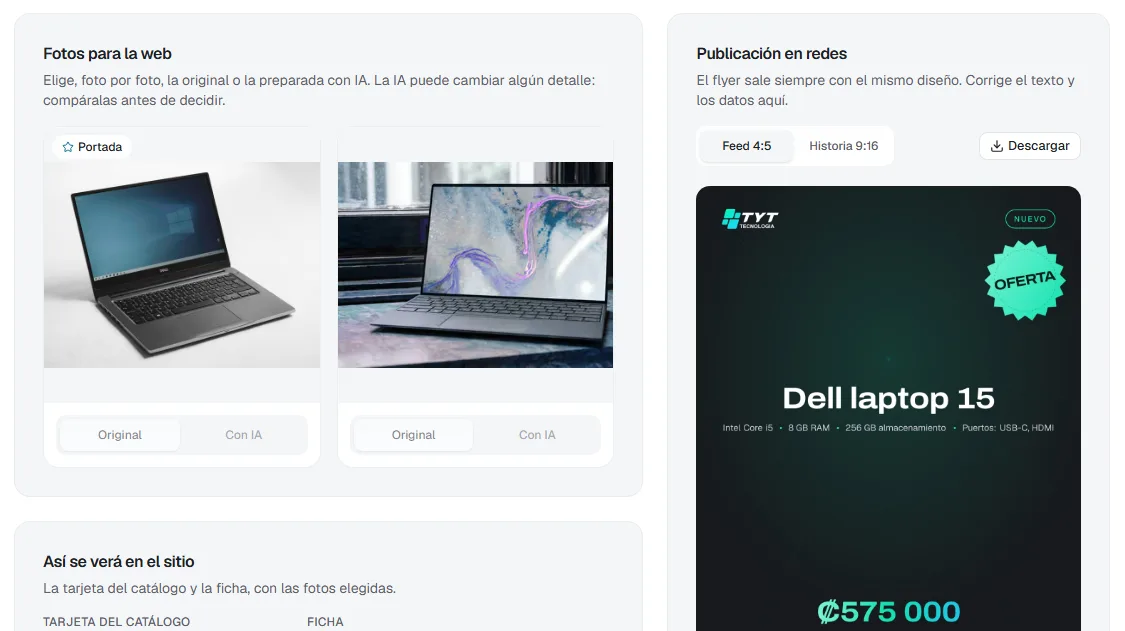 Fotos para la web
Elige, foto por foto, la original o la preparada con IA. La IA puede cambiar algún detalle:
compáralas antes de decidir.
Portada
DELL
Original
Con IA
Original
Con IA
Así se verá en el sitio
La tarjeta del catálogo y la ficha, con las fotos elegidas.
TARJETA DEL CATÁLOGO
FICHA
Publicación en redes
El flyer sale siempre con el mismo diseño. Corrige el texto y
los datos aquí.
Feed 4:5
Historia 9:16
Descargar
TYT
TECNOLOGIA
NUEVO
OFERTA
Dell laptop 15
Intel Core i5 • 8 GB RAM • 256 GB almacenamiento • Puertos: USB-C, HDMI
₡575 000